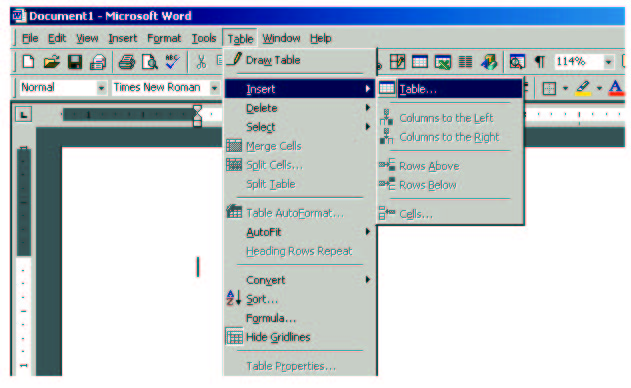 Document1 - Microsoft Word
File Edit View Insert Format Tools Table Window Help
ABC
114%
Normal Times New Roman
Draw Table
Insert
Delete
Select
Merge Cells
Split Cells...
Split Table
Table AutoFormat...
AutoFit
Heading Rows Repeat
Convert
Sort...
Formula...
Hide Gridlines
Table Properties...
Table...
Columns to the Left
Columns to the Right
Rows Above
Rows Below
Cells...